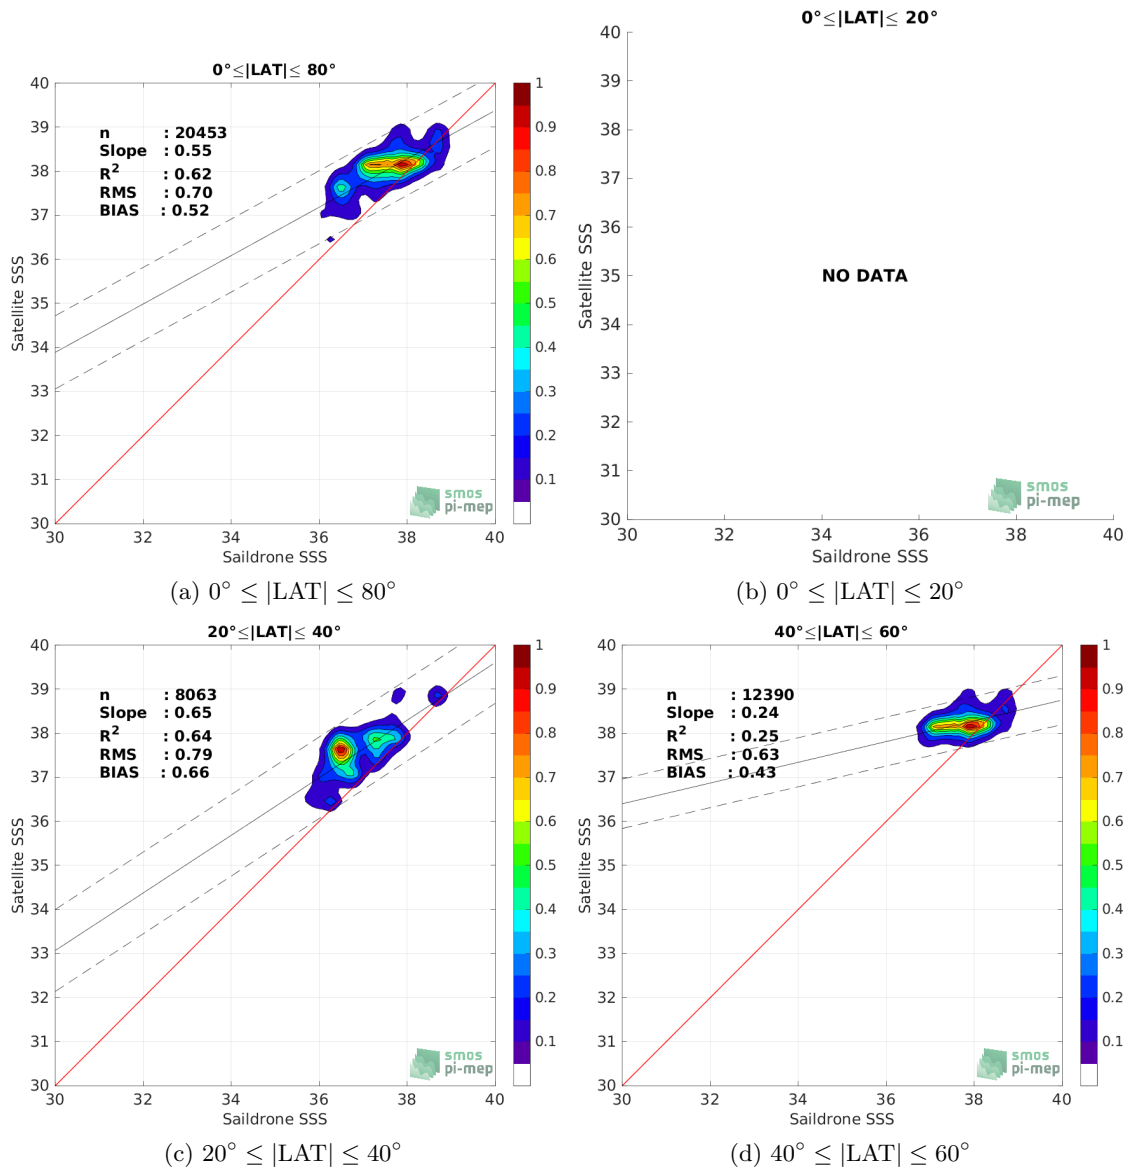 0°≤|LAT|≤ 80°
40
39
38
37
36
35
34
33
32
31
30
30
32
34
36
38
40
Satellite SSS
Saildrone SSS
n : 20453
Slope : 0.55
R² : 0.62
RMS : 0.70
BIAS : 0.52
smos
pi-mep
1
0.9
0.8
0.7
0.6
0.5
0.4
0.3
0.2
0.1
(a) 0° ≤ |LAT| ≤ 80°
0°≤|LAT|≤ 20°
40
39
38
37
36
35
34
33
32
31
30
30
32
34
36
38
40
Satellite SSS
Saildrone SSS
NO DATA
smos
pi-mep
(b) 0° ≤ |LAT| ≤ 20°
20°≤|LAT|≤ 40°
40
39
38
37
36
35
34
33
32
31
30
30
32
34
36
38
40
Satellite SSS
Saildrone SSS
n : 8063
Slope : 0.65
R² : 0.64
RMS : 0.79
BIAS : 0.66
smos
pi-mep
1
0.9
0.8
0.7
0.6
0.5
0.4
0.3
0.2
0.1
(c) 20° ≤ |LAT| ≤ 40°
40°≤|LAT|≤ 60°
40
39
38
37
36
35
34
33
32
31
30
30
32
34
36
38
40
Satellite SSS
Saildrone SSS
n : 12390
Slope : 0.24
R² : 0.25
RMS : 0.63
BIAS : 0.43
smos
pi-mep
1
0.9
0.8
0.7
0.6
0.5
0.4
0.3
0.2
0.1
(d) 40° ≤ |LAT| ≤ 60°